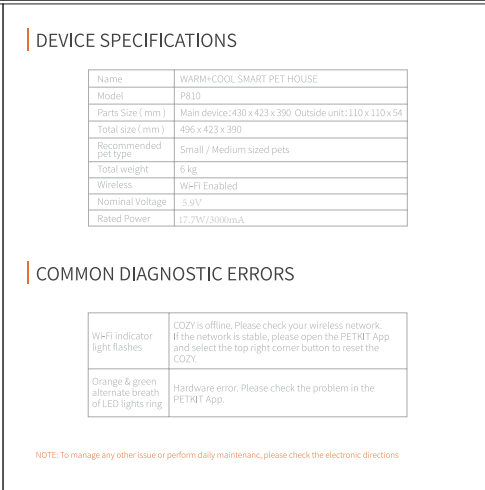 DEVICE SPECIFICATIONS
Name WARM+COOL SMART PET HOUSE
Model P810
Parts Size ( mm ) Main device:430 x 423 x 390 Outside unit:110 x 110 x 54
Total size ( mm ) 496 x 423 x 390
Recommended
pet type Small / Medium sized pets
Total weight 6 kg
Wireless Wi-Fi Enabled
Nominal Voltage 5.9V
Rated Power 17.7W/3000mA
COMMON DIAGNOSTIC ERRORS
Wi-Fi indicator
light flashes
COZY is offline. Please check your wireless network.
If the network is stable, please open the PETKIT App
and select the top right corner button to reset the
COZY.
Orange & green
alternate breath
of LED lights ring
Hardware error. Please check the problem in the
PETKIT App.
NOTE: To manage any other issue or perform daily maintenanc, please check the electronic directions